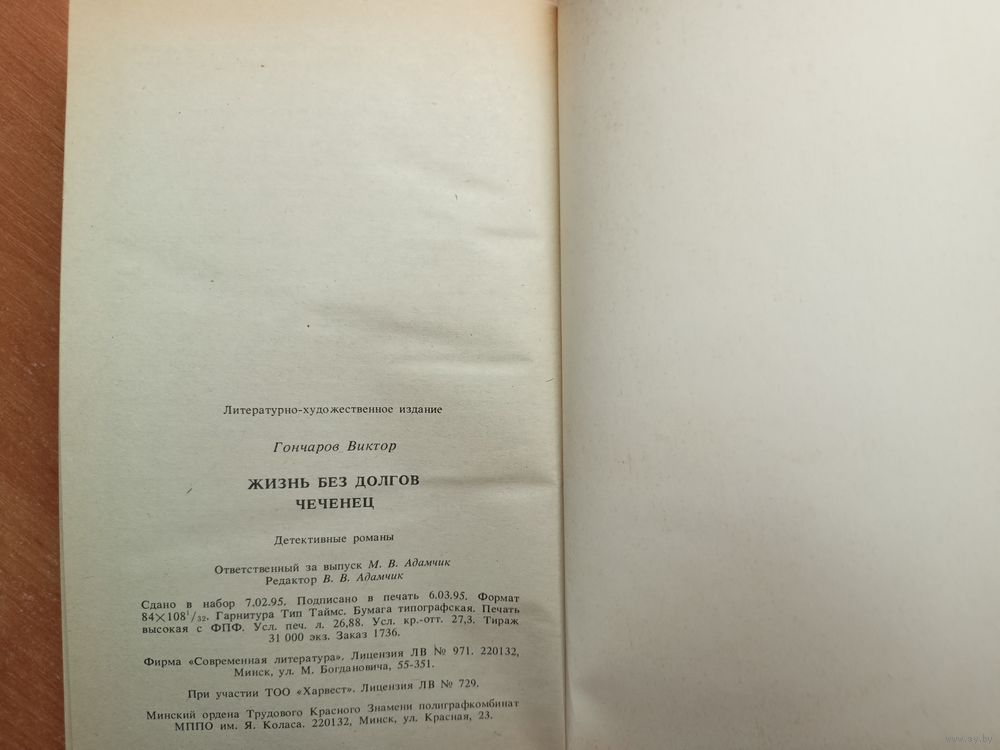 Литературно-художественное издание
Гончаров Виктор
ЖИЗНЬ БЕЗ ДОЛГОВ
ЧЕЧЕНЕЦ
Детективные романы
Ответственный за выпуск М. В. Адамчик
Редактор В. В. Адамчик
Сдано в набор 7.02.95. Подписано в печать 6.03.95. Формат
84×108¹/₃₂. Гарнитура Тип Таймс. Бумага типографская. Печать
высокая с ФПФ. Усл. печ. л. 26,88. Усл. кр.-отт. 27,3. Тираж
31 000 экз. Заказ 1736.
Фирма «Современная литература». Лицензия ЛВ № 971. 220132,
Минск, ул. М. Богдановича, 55-351.
При участии ТОО «Харвест». Лицензия ЛВ № 729.
Минский ордена Трудового Красного Знамени полиграфкомбинат
МППО им. Я. Коласа. 220132, Минск, ул. Красная, 23.
www.ay.by